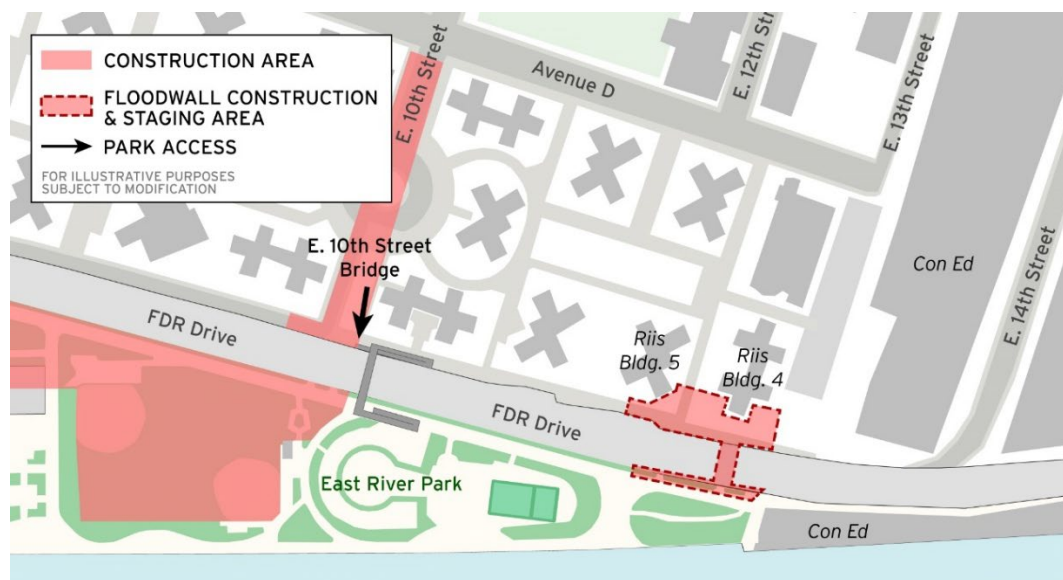 CONSTRUCTION AREA
FLOODWALL CONSTRUCTION
& STAGING AREA
PARK ACCESS
FOR ILLUSTRATIVE PURPOSES
SUBJECT TO MODIFICATION
E. 10th Street
Avenue D
E. 12th St
E. 13th Street
E. 14th Street
Con Ed
E. 10th Street
Bridge
FDR Drive
Riis
Bldg. 5
Riis
Bldg. 4
FDR Drive
East River Park
Con Ed